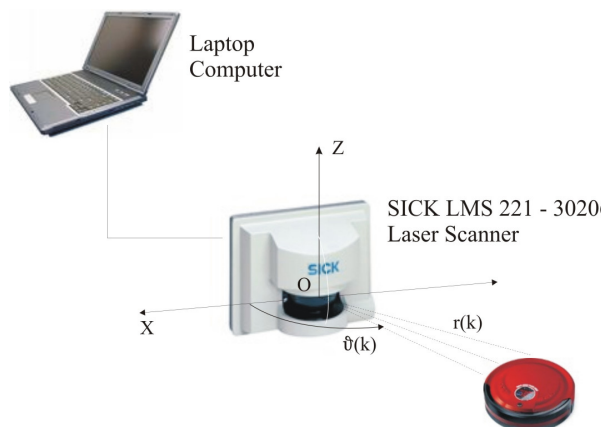 Laptop
Computer
Z
SICK LMS 221 - 3020
Laser Scanner
SICK
O
X
r(k)
ϑ(k)